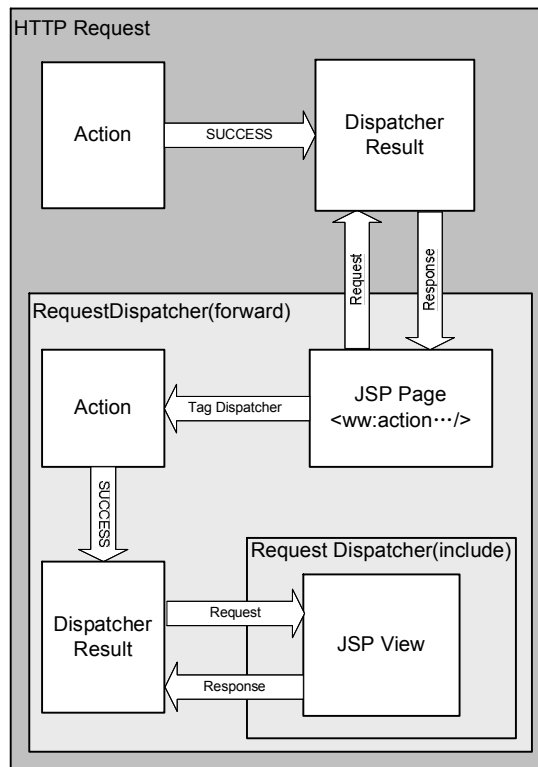 HTTP Request
Action
SUCCESS
Dispatcher
Result
Request
Response
RequestDispatcher(forward)
Action
Tag Dispatcher
JSP Page
<ww:action⋯/>
SUCCESS
Request Dispatcher(include)
Dispatcher
Result
Request
JSP View
Response